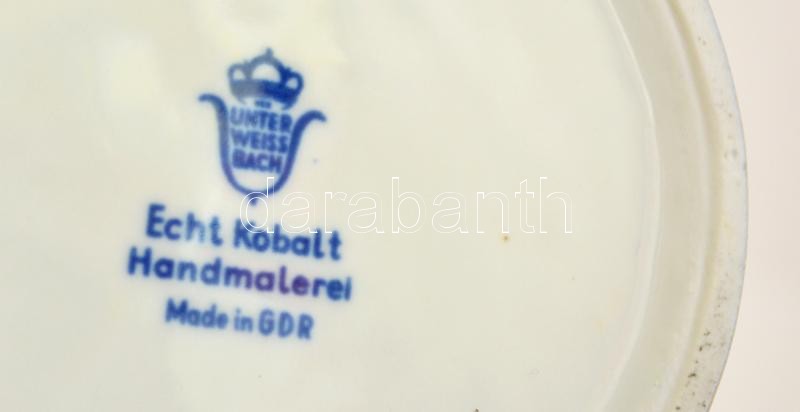 UNTER
WEISS
BACH
Echt Kobalt
Handmalerei
Made in GDR
darabanth